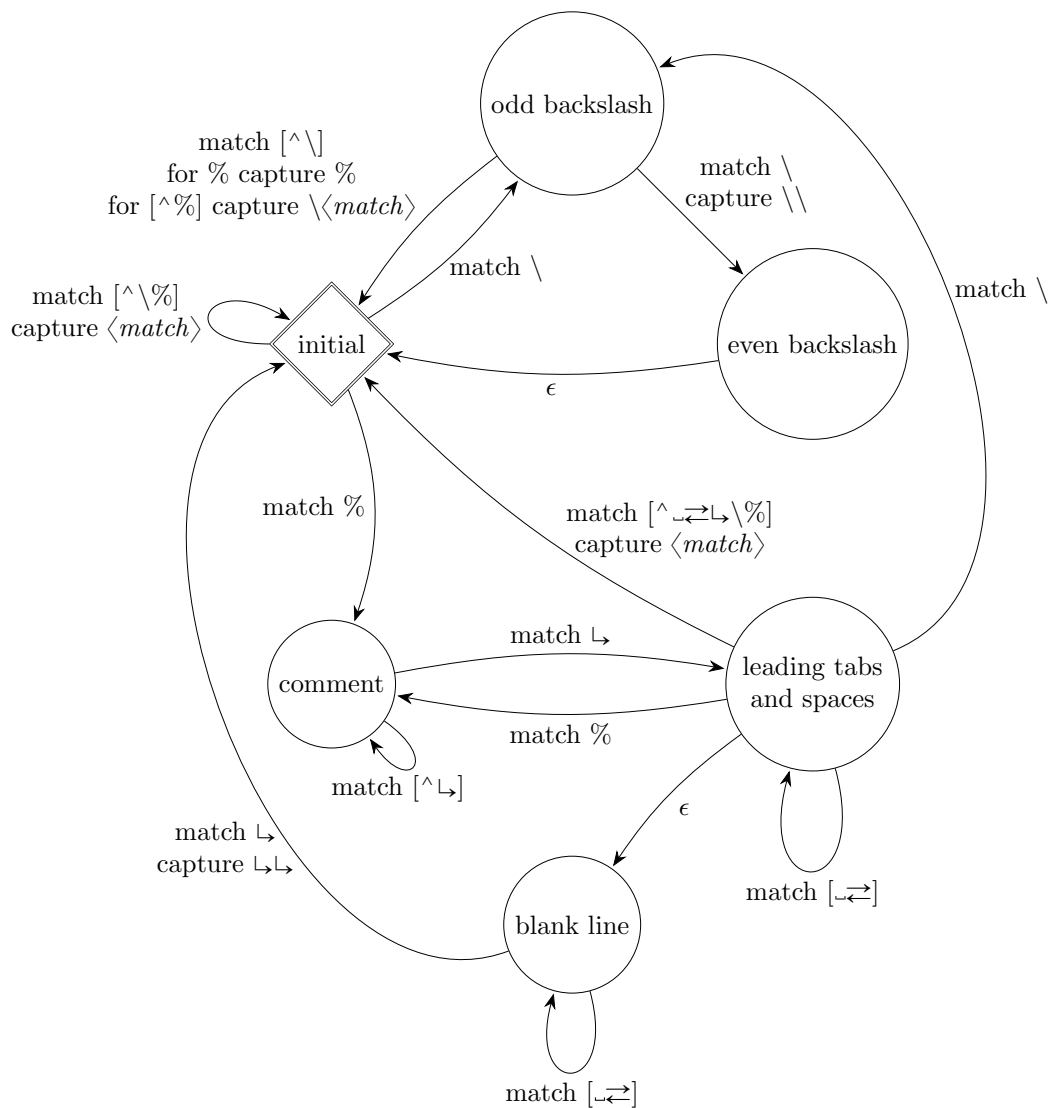 odd backslash
match [^\]
for % capture %
for [^%] capture \⟨match⟩
match \
capture \\
match \
match \
match [^\%]
capture ⟨match⟩
initial
even backslash
ϵ
match %
match [^␣⇄↳\%]
capture ⟨match⟩
match ↳
leading tabs
and spaces
comment
match %
match [^↳]
ϵ
match ↳
capture ↳↳
match [␣⇄]
blank line
match [␣⇄]